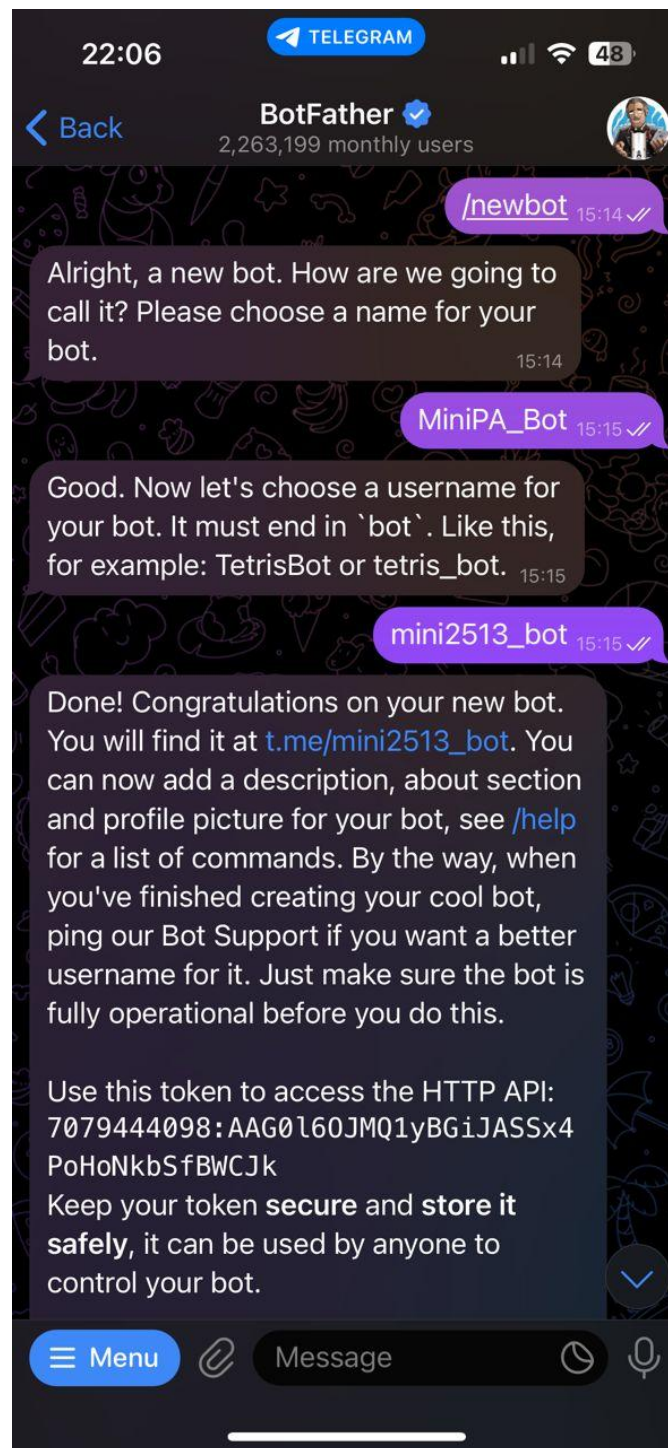 22:06
TELEGRAM
48
Back
BotFather
2,263,199 monthly users
/newbot 15:14
Alright, a new bot. How are we going to
call it? Please choose a name for your
bot.
15:14
MiniPA_Bot 15:15
Good. Now let's choose a username for
your bot. It must end in `bot`. Like this,
for example: TetrisBot or tetris_bot. 15:15
mini2513_bot 15:15
Done! Congratulations on your new bot.
You will find it at t.me/mini2513_bot. You
can now add a description, about section
and profile picture for your bot, see /help
for a list of commands. By the way, when
you've finished creating your cool bot,
ping our Bot Support if you want a better
username for it. Just make sure the bot is
fully operational before you do this.
Use this token to access the HTTP API:
7079444098:AAG0l6OJMQ1yBGiJASSx4
PoHoNkbSfBWCJk
Keep your token secure and store it
safely, it can be used by anyone to
control your bot.
Menu
Message